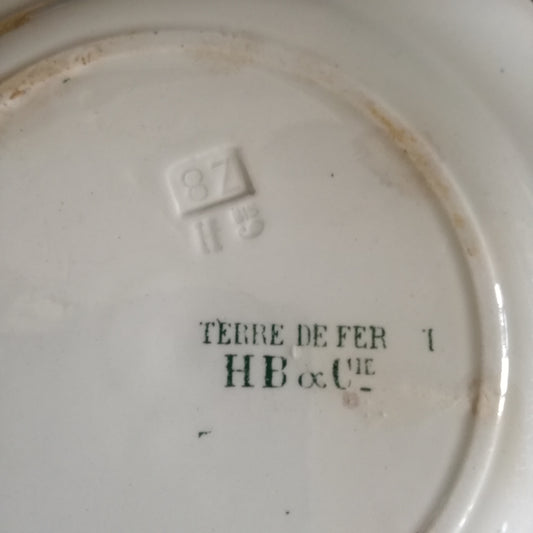 87
TERRE DE FER
HB & CIE